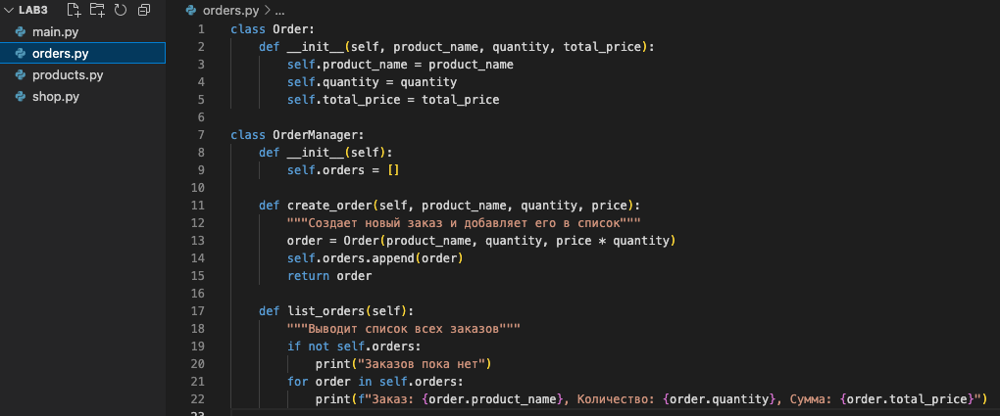 LAB3
main.py
orders.py
products.py
shop.py
orders.py > ...
1 class Order:
2     def __init__(self, product_name, quantity, total_price):
3         self.product_name = product_name
4         self.quantity = quantity
5         self.total_price = total_price
6
7 class OrderManager:
8     def __init__(self):
9         self.orders = []
10
11     def create_order(self, product_name, quantity, price):
12         """Создает новый заказ и добавляет его в список"""
13         order = Order(product_name, quantity, price * quantity)
14         self.orders.append(order)
15         return order
16
17     def list_orders(self):
18         """Выводит список всех заказов"""
19         if not self.orders:
20             print("Заказов пока нет")
21         for order in self.orders:
22             print(f"Заказ: {order.product_name}, Количество: {order.quantity}, Сумма: {order.total_price}")
23